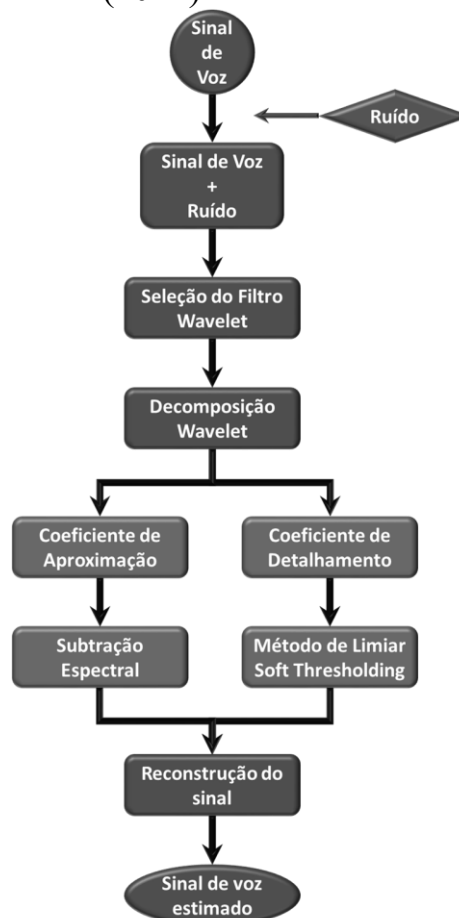 Sinal
de
Voz
Ruído
Sinal de Voz
+
Ruído
Seleção do Filtro
Wavelet
Decomposição
Wavelet
Coeficiente de
Aproximação
Coeficiente de
Detalhamento
Subtração
Espectral
Método de Limiar
Soft Thresholding
Reconstrução do
sinal
Sinal de voz
estimado